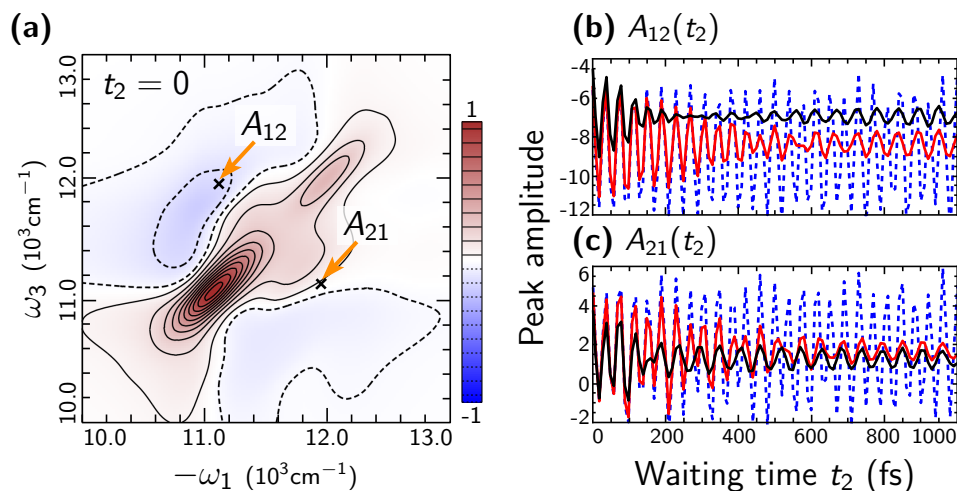 (a)
t₂ = 0
A₁₂
A₂₁
ω₃ (10³cm⁻¹)
13.0
12.0
11.0
10.0
10.0 11.0 12.0 13.0
−ω₁ (10³cm⁻¹)
1
-1
(b) A₁₂(t₂)
Peak amplitude
-4
-6
-8
-10
-12
(c) A₂₁(t₂)
6
4
2
0
-2
0 200 400 600 800 1000
Waiting time t₂ (fs)